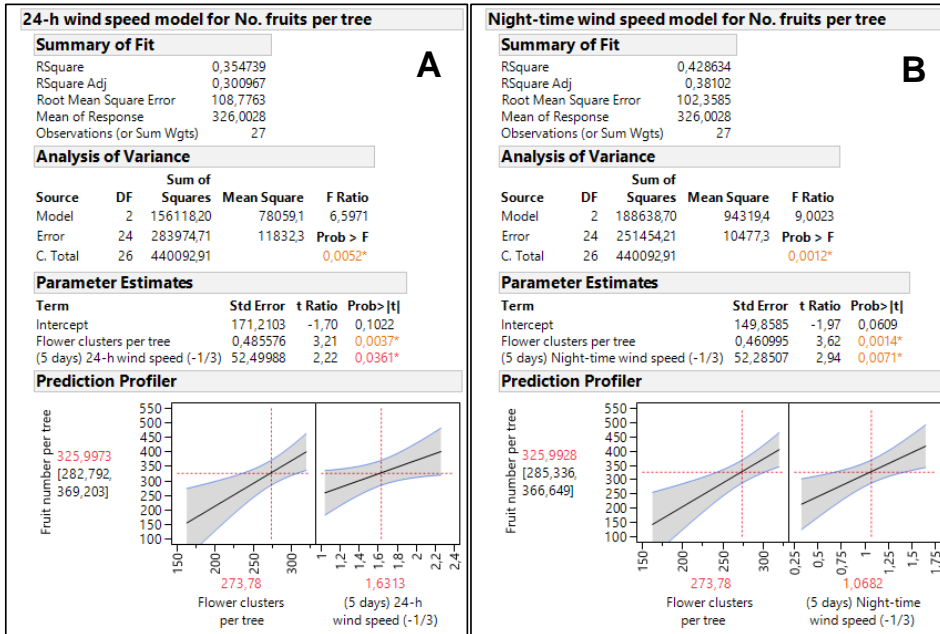 24-h wind speed model for No. fruits per tree
Summary of Fit
A
RSquare 0,354739
RSquare Adj 0,300967
Root Mean Square Error 108,7763
Mean of Response 326,0028
Observations (or Sum Wgts) 27
Analysis of Variance
Sum of
Source DF Squares Mean Square F Ratio
Model 2 156118,20 78059,1 6,5971
Error 24 283974,71 11832,3 Prob > F
C. Total 26 440092,91 0,0052*
Parameter Estimates
Term Std Error t Ratio Prob>|t|
Intercept 171,2103 -1,70 0,1022
Flower clusters per tree 0,485576 3,21 0,0037*
(5 days) 24-h wind speed (-1/3) 52,49988 2,22 0,0361*
Prediction Profiler
Fruit number per tree
325,9973
[282,792,
369,203]
550
500
450
400
350
300
250
200
150
100
150 200 250 300
1 1,2 1,4 1,6 1,8 2 2,2 2,4
273,78
Flower clusters
per tree
1,6313
(5 days) 24-h
wind speed (-1/3)
Night-time wind speed model for No. fruits per tree
Summary of Fit
B
RSquare 0,428634
RSquare Adj 0,38102
Root Mean Square Error 102,3585
Mean of Response 326,0028
Observations (or Sum Wgts) 27
Analysis of Variance
Sum of
Source DF Squares Mean Square F Ratio
Model 2 188638,70 94319,4 9,0023
Error 24 251454,21 10477,3 Prob > F
C. Total 26 440092,91 0,0012*
Parameter Estimates
Term Std Error t Ratio Prob>|t|
Intercept 149,8585 -1,97 0,0609
Flower clusters per tree 0,460995 3,62 0,0014*
(5 days) Night-time wind speed (-1/3) 52,28507 2,94 0,0071*
Prediction Profiler
Fruit number per tree
325,9928
[285,336,
366,649]
550
500
450
400
350
300
250
200
150
100
150 200 250 300
0,25 0,5 0,75 1 1,25 1,5 1,75
273,78
Flower clusters
per tree
1,0682
(5 days) Night-time
wind speed (-1/3)